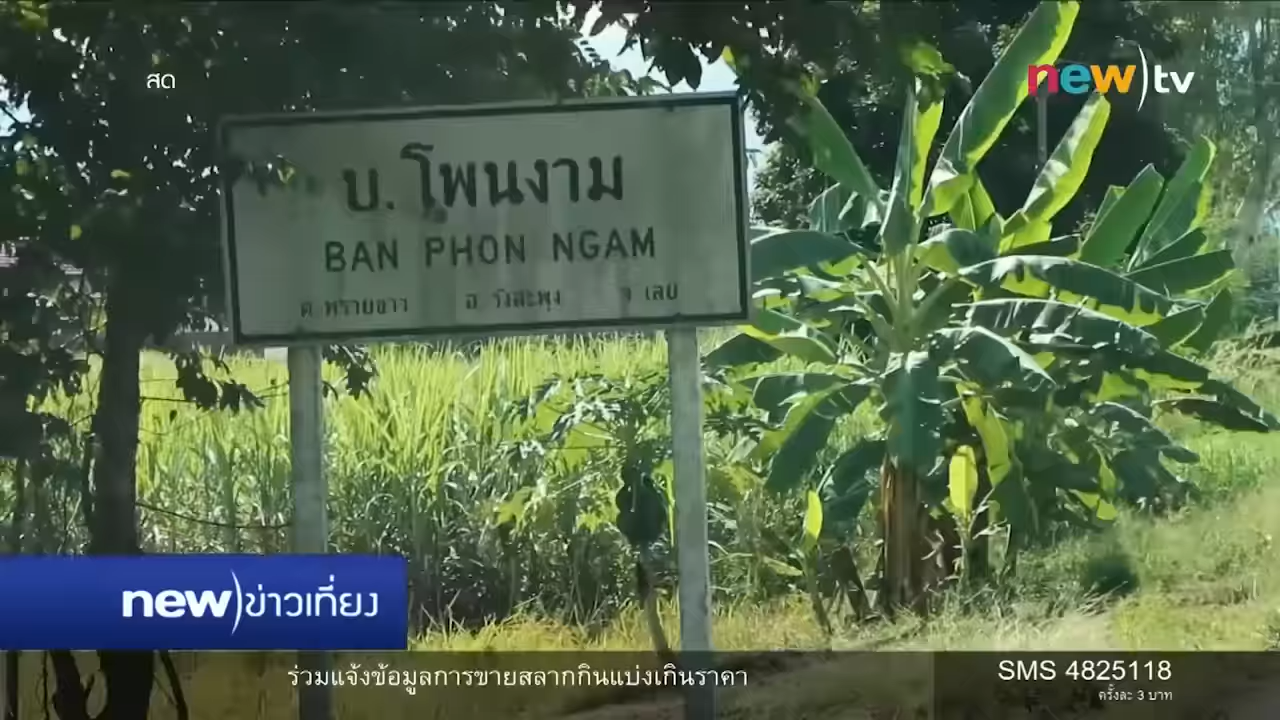 สด
new)tv
บ. โพนงาม
BAN PHON NGAM
ต. ทรายขาว อ. วังสะพุง จ. เลย
new)ข่าวเที่ยง
ร่วมแจ้งข้อมูลการขายสลากกินแบ่งเกินราคา
SMS 4825118
ครั้งละ 3 บาท